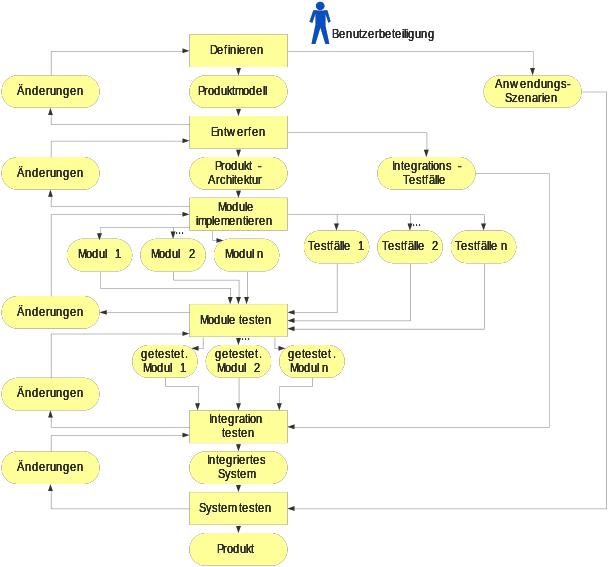 Benutzerbeteiligung
Definieren
Änderungen
Produktmodell
Anwendungs-
Szenarien
Entwerfen
Änderungen
Produkt -
Architektur
Integrations -
Testfälle
Module
implementieren
...
...
Modul 1
Modul 2
Modul n
Testfälle 1
Testfälle 2
Testfälle n
Änderungen
Module testen
...
getestet.
Modul 1
getestet.
Modul 2
getestet.
Modul n
Änderungen
Integration
testen
Änderungen
Integriertes
System
System testen
Produkt